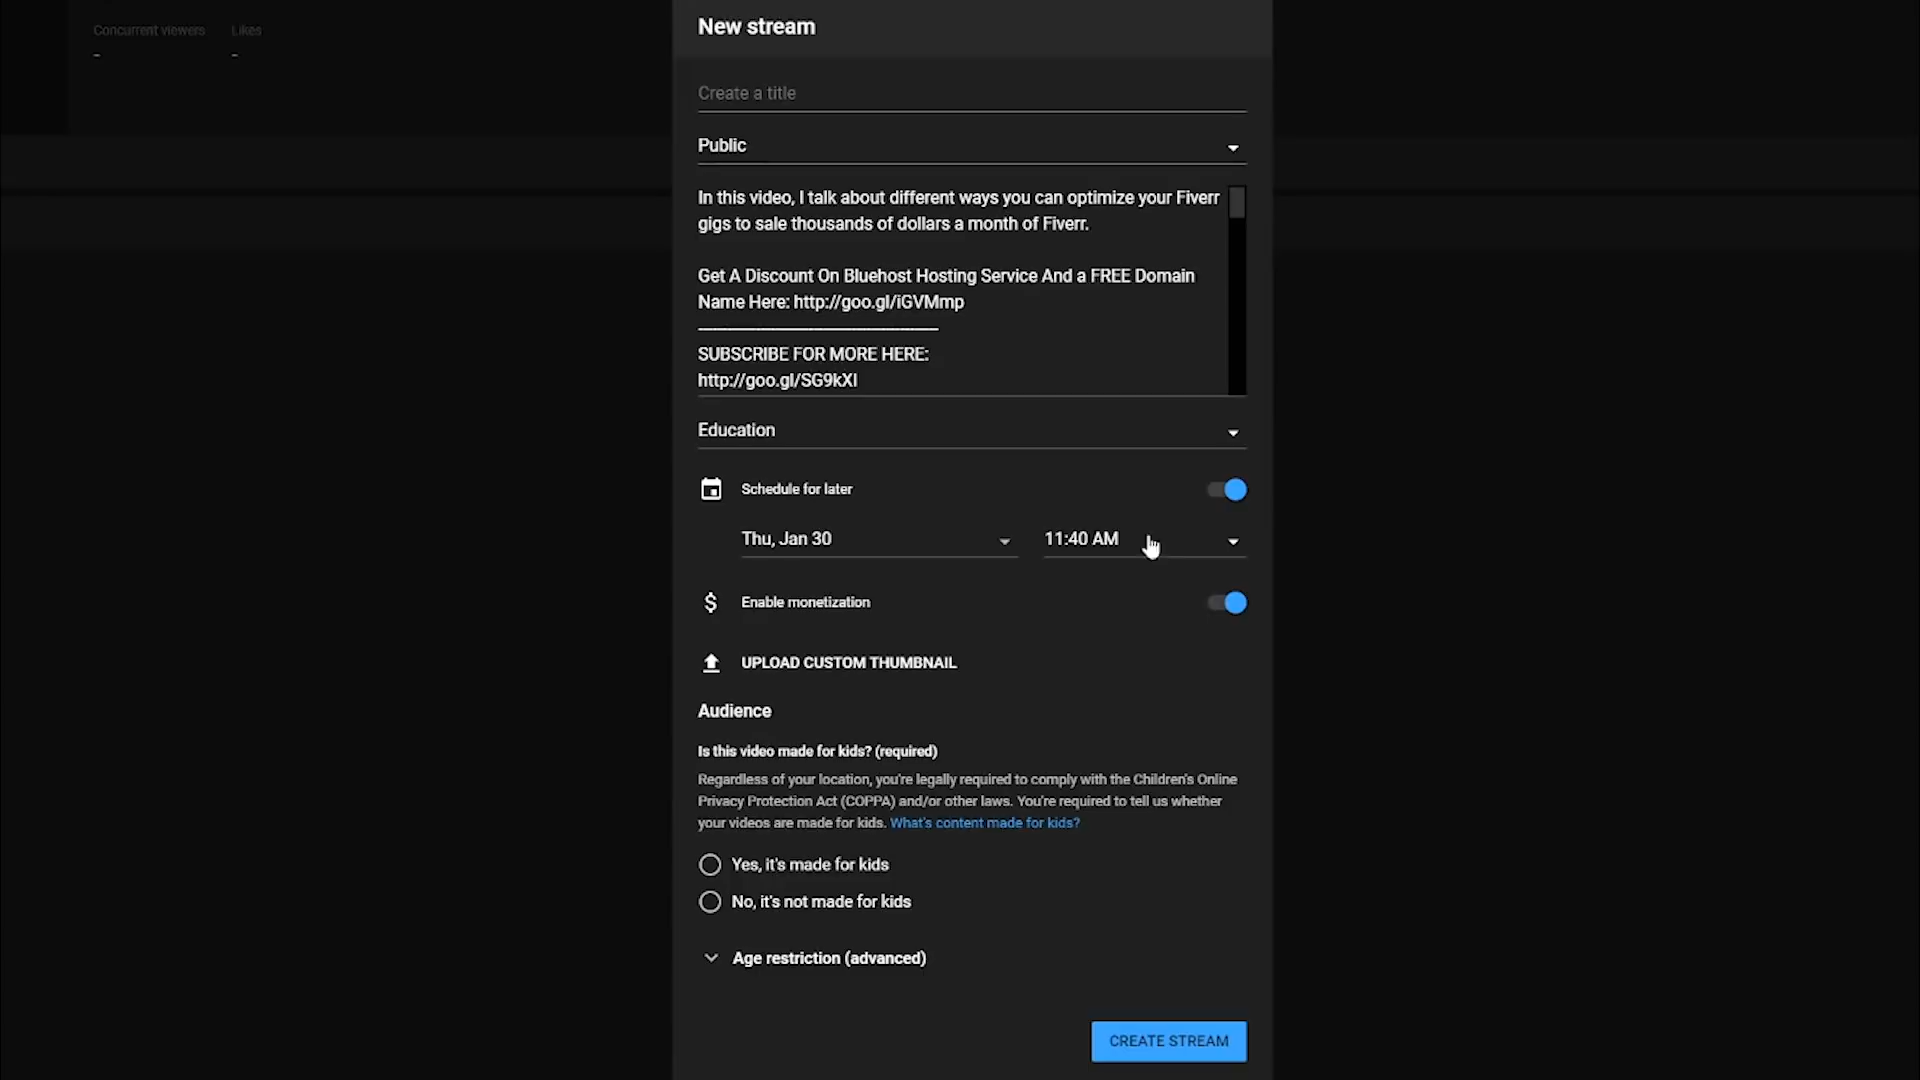 Concurrent viewers Likes
- -
New stream
Create a title
Public
In this video, I talk about different ways you can optimize your Fiverr
gigs to sale thousands of dollars a month of Fiverr.
Get A Discount On Bluehost Hosting Service And a FREE Domain
Name Here: http://goo.gl/iGVMmp
----------------------------------------------------
SUBSCRIBE FOR MORE HERE:
http://goo.gl/SG9kXI
Education
Schedule for later
Thu, Jan 30 11:40 AM
Enable monetization
UPLOAD CUSTOM THUMBNAIL
Audience
Is this video made for kids? (required)
Regardless of your location, you're legally required to comply with the Children's Online
Privacy Protection Act (COPPA) and/or other laws. You're required to tell us whether
your videos are made for kids. What's content made for kids?
Yes, it's made for kids
No, it's not made for kids
Age restriction (advanced)
CREATE STREAM